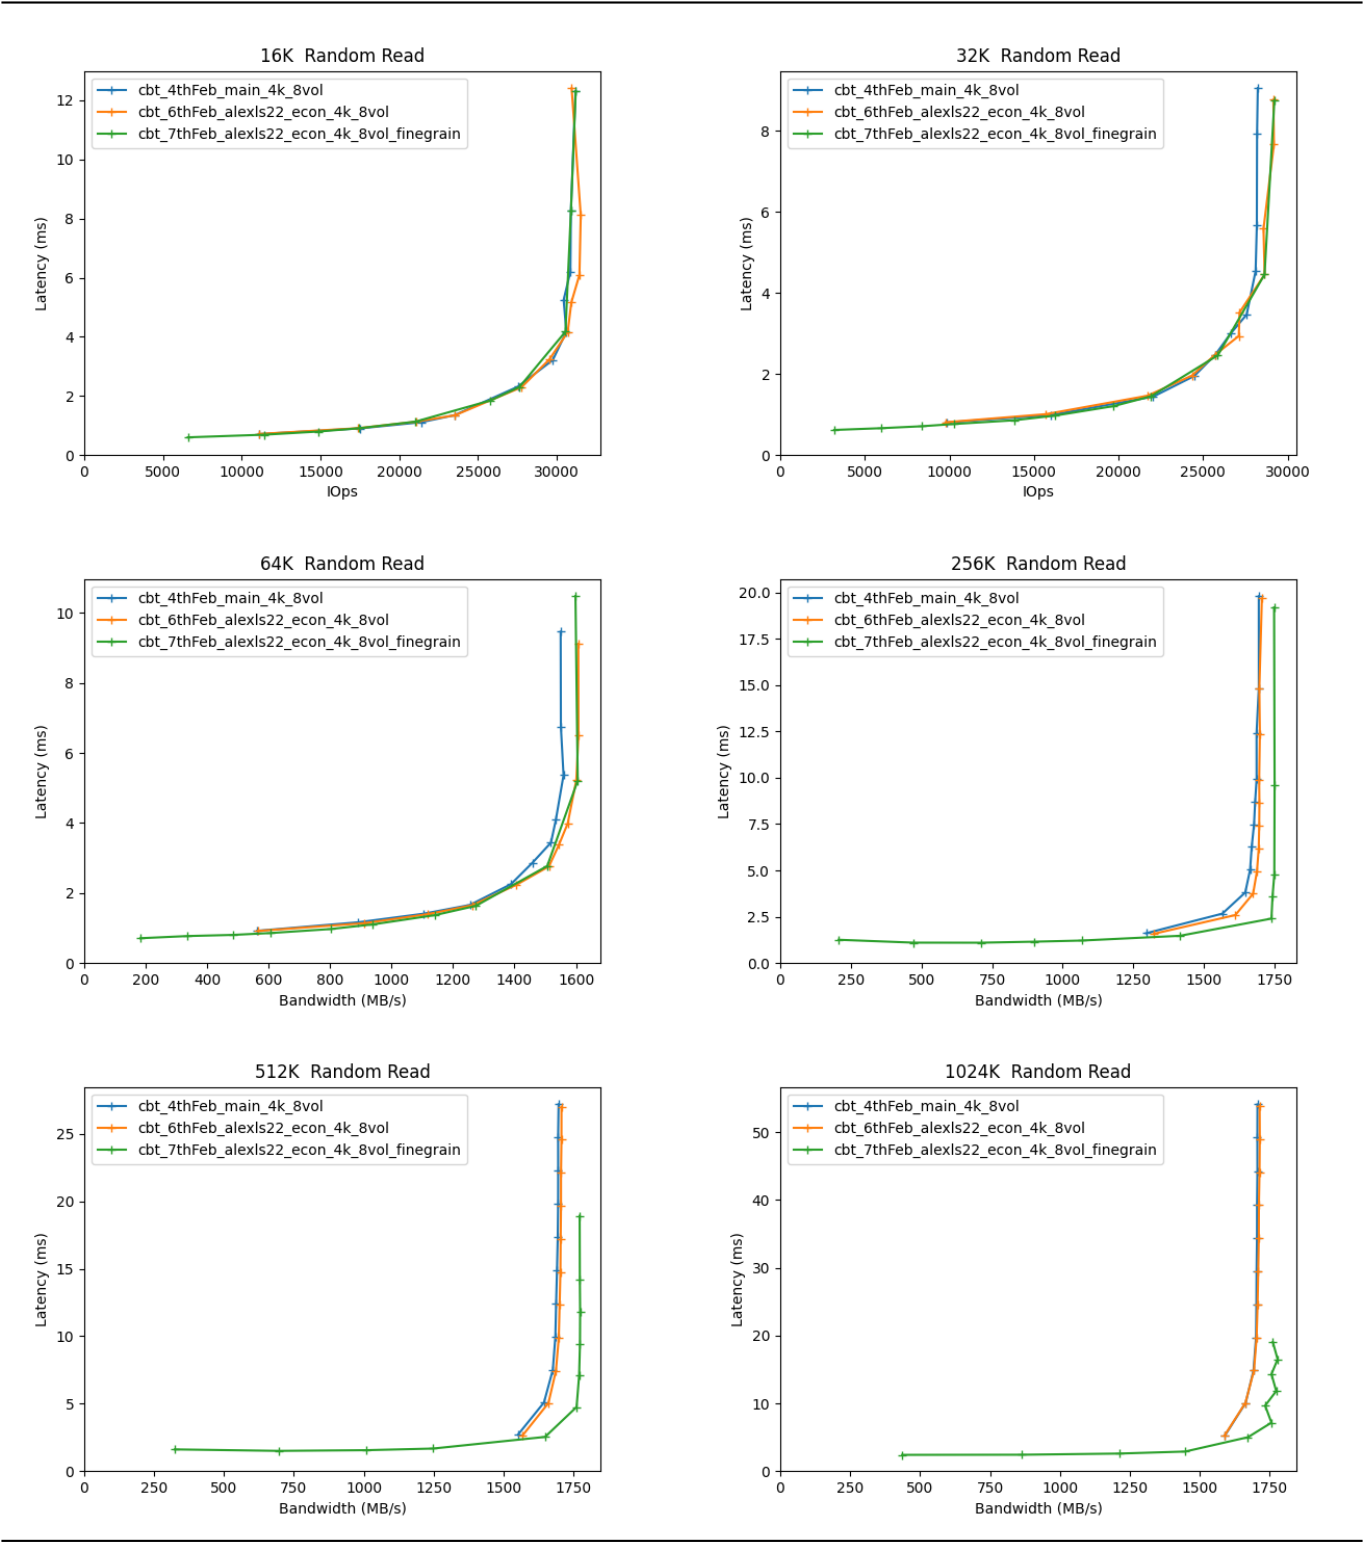 16K  Random Read
cbt_4thFeb_main_4k_8vol
cbt_6thFeb_alexls22_econ_4k_8vol
cbt_7thFeb_alexls22_econ_4k_8vol_finegrain
Latency (ms)
12
10
8
6
4
2
0
0 5000 10000 15000 20000 25000 30000
IOps
32K  Random Read
cbt_4thFeb_main_4k_8vol
cbt_6thFeb_alexls22_econ_4k_8vol
cbt_7thFeb_alexls22_econ_4k_8vol_finegrain
Latency (ms)
8
6
4
2
0
0 5000 10000 15000 20000 25000 30000
IOps
64K  Random Read
cbt_4thFeb_main_4k_8vol
cbt_6thFeb_alexls22_econ_4k_8vol
cbt_7thFeb_alexls22_econ_4k_8vol_finegrain
Latency (ms)
10
8
6
4
2
0
0 200 400 600 800 1000 1200 1400 1600
Bandwidth (MB/s)
256K  Random Read
cbt_4thFeb_main_4k_8vol
cbt_6thFeb_alexls22_econ_4k_8vol
cbt_7thFeb_alexls22_econ_4k_8vol_finegrain
Latency (ms)
20.0
17.5
15.0
12.5
10.0
7.5
5.0
2.5
0.0
0 250 500 750 1000 1250 1500 1750
Bandwidth (MB/s)
512K  Random Read
cbt_4thFeb_main_4k_8vol
cbt_6thFeb_alexls22_econ_4k_8vol
cbt_7thFeb_alexls22_econ_4k_8vol_finegrain
Latency (ms)
25
20
15
10
5
0
0 250 500 750 1000 1250 1500 1750
Bandwidth (MB/s)
1024K  Random Read
cbt_4thFeb_main_4k_8vol
cbt_6thFeb_alexls22_econ_4k_8vol
cbt_7thFeb_alexls22_econ_4k_8vol_finegrain
Latency (ms)
50
40
30
20
10
0
0 250 500 750 1000 1250 1500 1750
Bandwidth (MB/s)